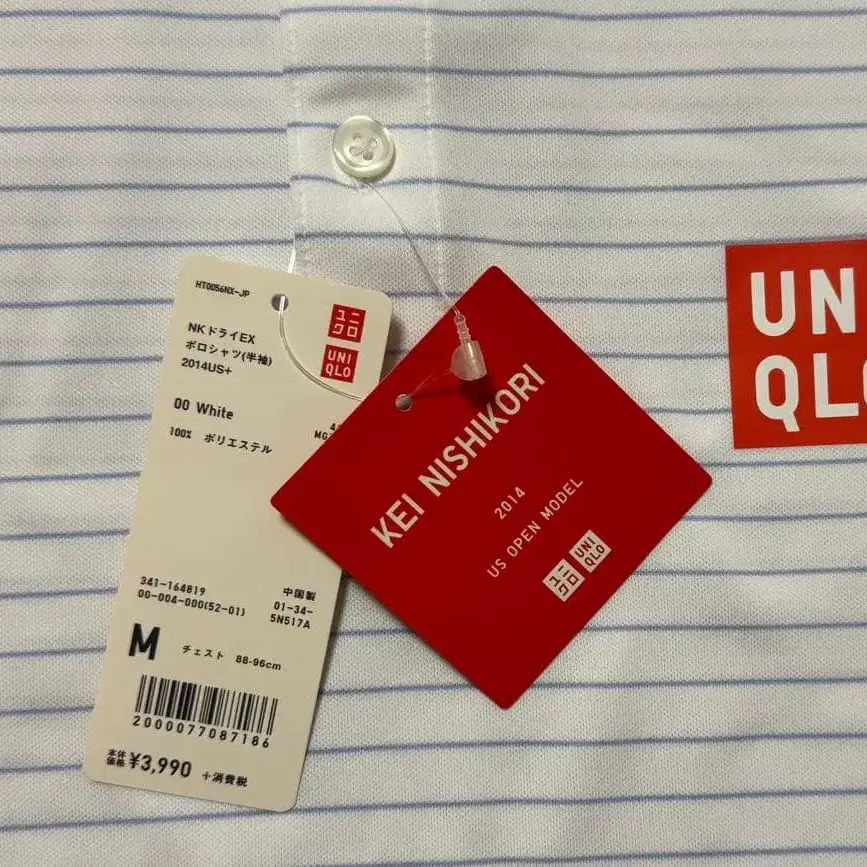 HT0056NX-JP
NKドライEX
ポロシャツ(半袖)
2014US+
ユニ
クロ
UNI
QLO
00 White
100% ポリエステル
341-164819
00-004-000(52-01)
中国製
01-34-
5N517A
M チェスト 88-96cm
2000077087186
本体
価格 ¥3,990 +消費税
KEI NISHIKORI
2014
US OPEN MODEL
ユニ
クロ
UNI
QLO
UN
QL